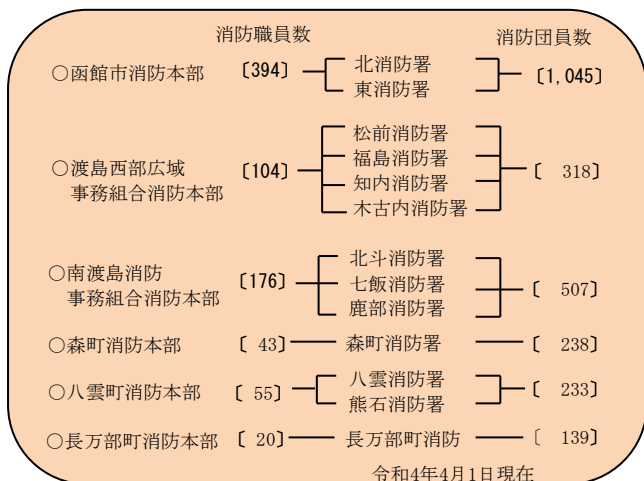 消防職員数 消防団員数
○函館市消防本部 〔394〕 北消防署 〔1,045〕
東消防署
○渡島西部広域 事務組合消防本部 〔104〕 松前消防署 〔 318〕
福島消防署
知内消防署
木古内消防署
○南渡島消防 事務組合消防本部 〔176〕 北斗消防署 〔 507〕
七飯消防署
鹿部消防署
○森町消防本部 〔 43〕 森町消防署 〔 238〕
○八雲町消防本部 〔 55〕 八雲消防署 〔 233〕
熊石消防署
○長万部町消防本部 〔 20〕 長万部町消防 〔 139〕
令和4年4月1日現在